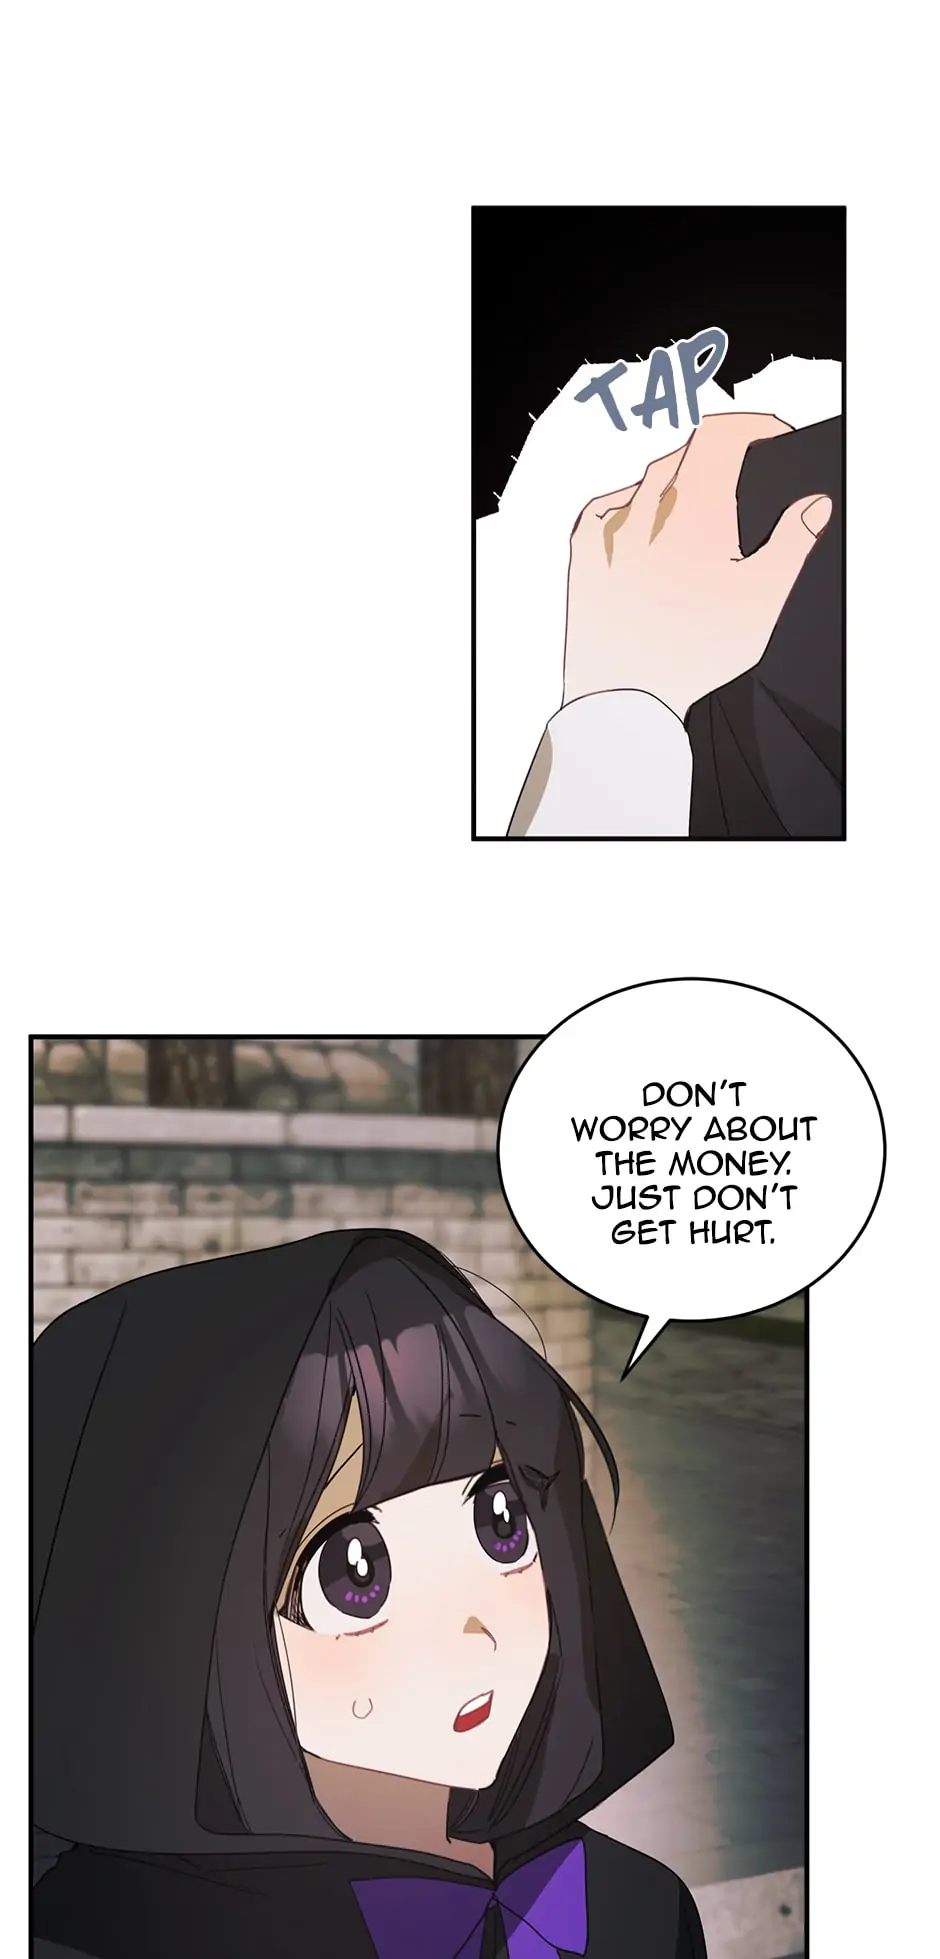 TAP
DON'T
WORRY ABOUT
THE MONEY.
JUST DON'T
GET HURT.